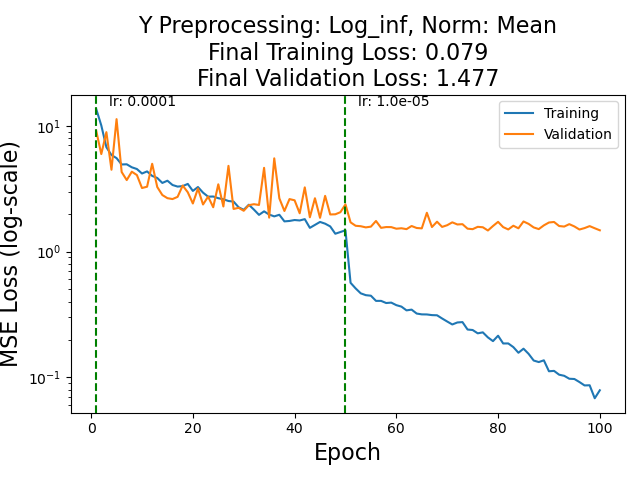 Y Preprocessing: Log_inf, Norm: Mean
Final Training Loss: 0.079
Final Validation Loss: 1.477
lr: 0.0001
lr: 1.0e-05
Training
Validation
MSE Loss (log-scale)
10¹
10⁰
10⁻¹
0
20
40
60
80
100
Epoch